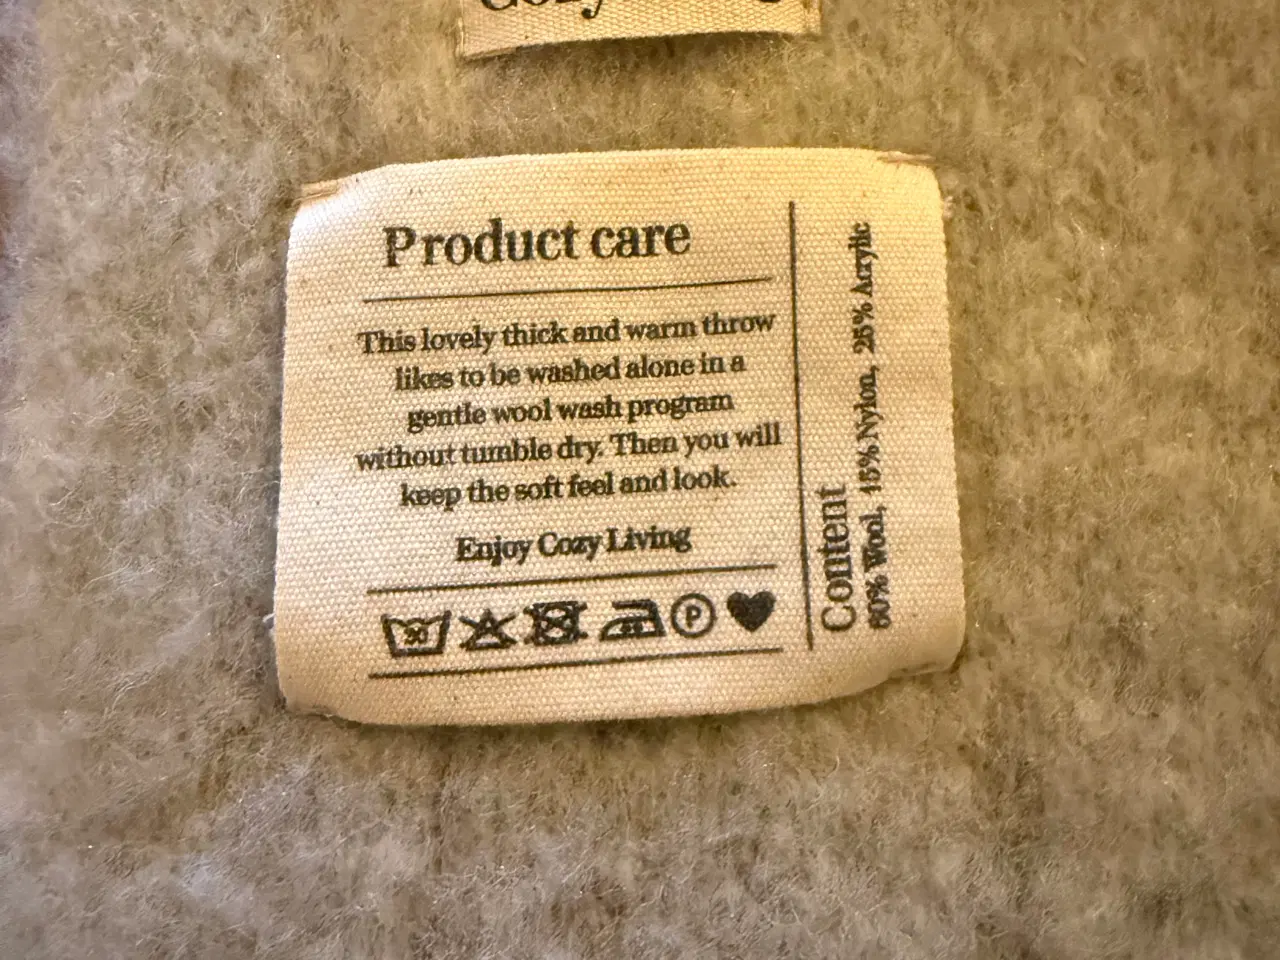 Cozy
Product care
This lovely thick and warm throw
likes to be washed alone in a
gentle wool wash program
without tumble dry. Then you will
keep the soft feel and look.
Enjoy Cozy Living
30
P
Content
60% Wool, 15% Nylon, 25% Acrylic